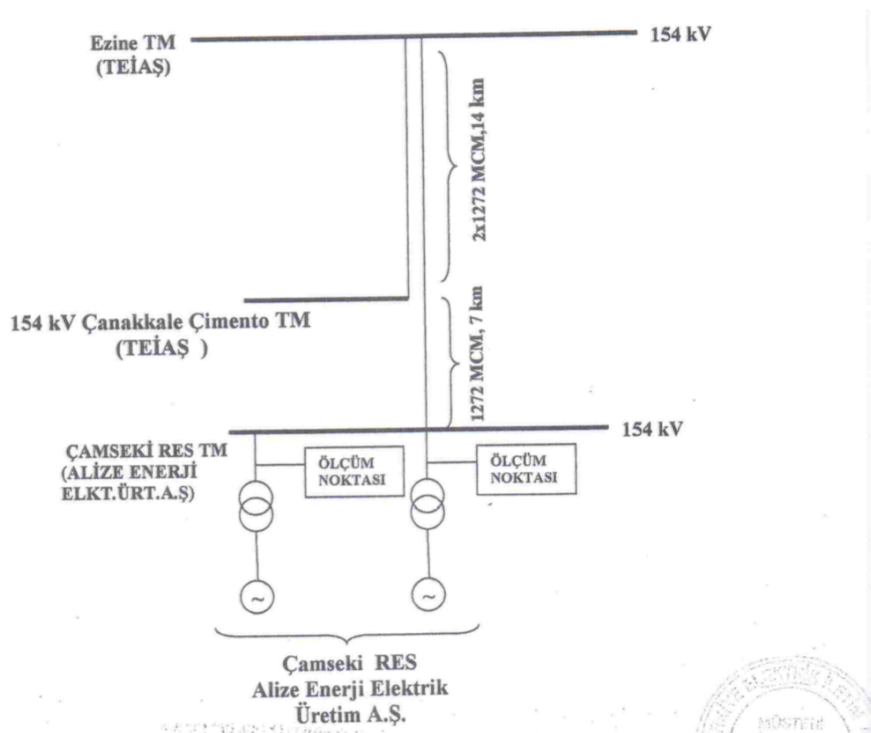 Ezine TM
(TEİAŞ)
154 kV
2x1272 MCM,14 km
154 kV Çanakkale Çimento TM
(TEİAŞ )
1272 MCM, 7 km
154 kV
ÇAMSEKİ RES TM
(ALİZE ENERJİ
ELKT.ÜRT.A.Ş)
ÖLÇÜM
NOKTASI
ÖLÇÜM
NOKTASI
~
~
Çamseki RES
Alize Enerji Elektrik
Üretim A.Ş.